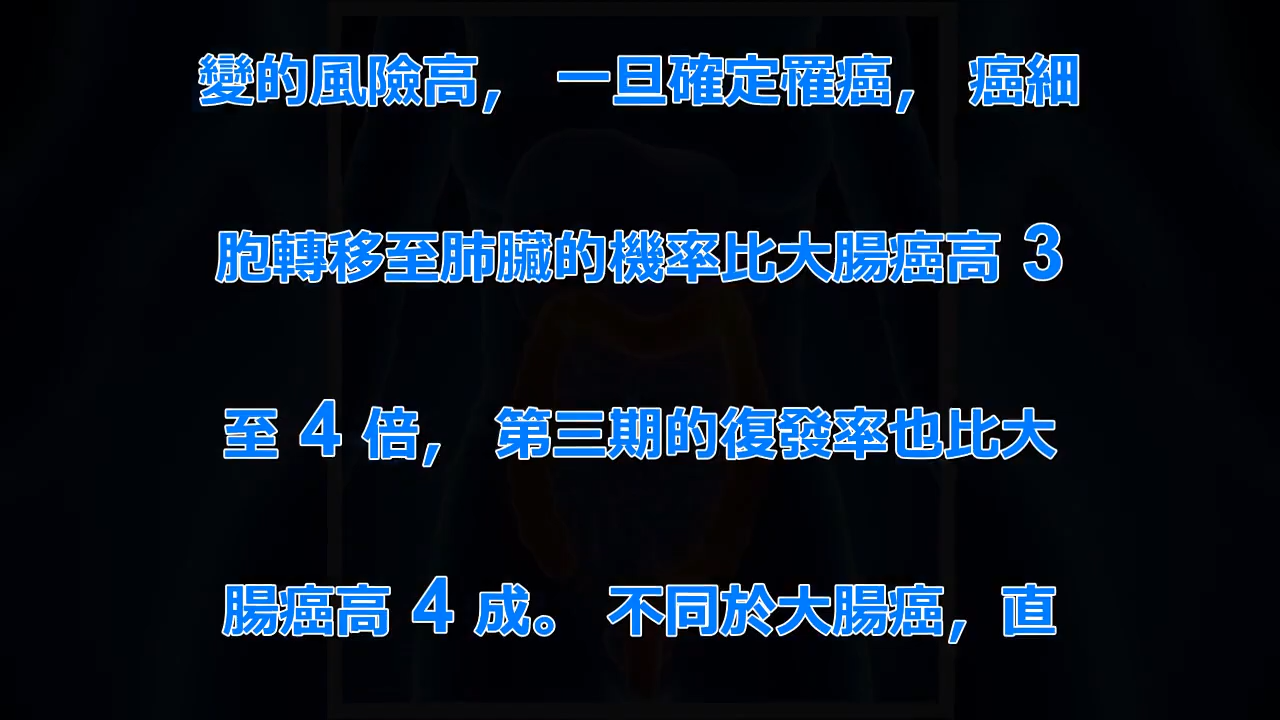 變的風險高, 一旦確定罹癌, 癌細
胞轉移至肺臟的機率比大腸癌高 3
至 4 倍, 第三期的復發率也比大
腸癌高 4 成。 不同於大腸癌, 直